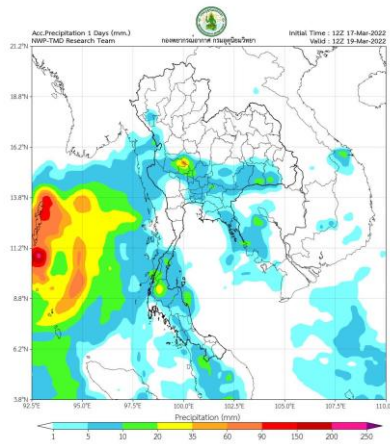 Acc.Precipitation 1 Days (mm.)
NWP-TMD Research Team
กองพยากรณ์อากาศ กรมอุตุนิยมวิทยา
Initial Time : 12Z 17-Mar-2022
Valid : 12Z 19-Mar-2022
21.2°N
18.8°N
16.2°N
13.8°N
11.2°N
8.8°N
6.2°N
3.8°N
92.5°E 95.0°E 97.5°E 100.0°E 102.5°E 105.0°E 107.5°E 110.0
Precipitation (mm)
1 5 10 20 35 60 90 150 200 250